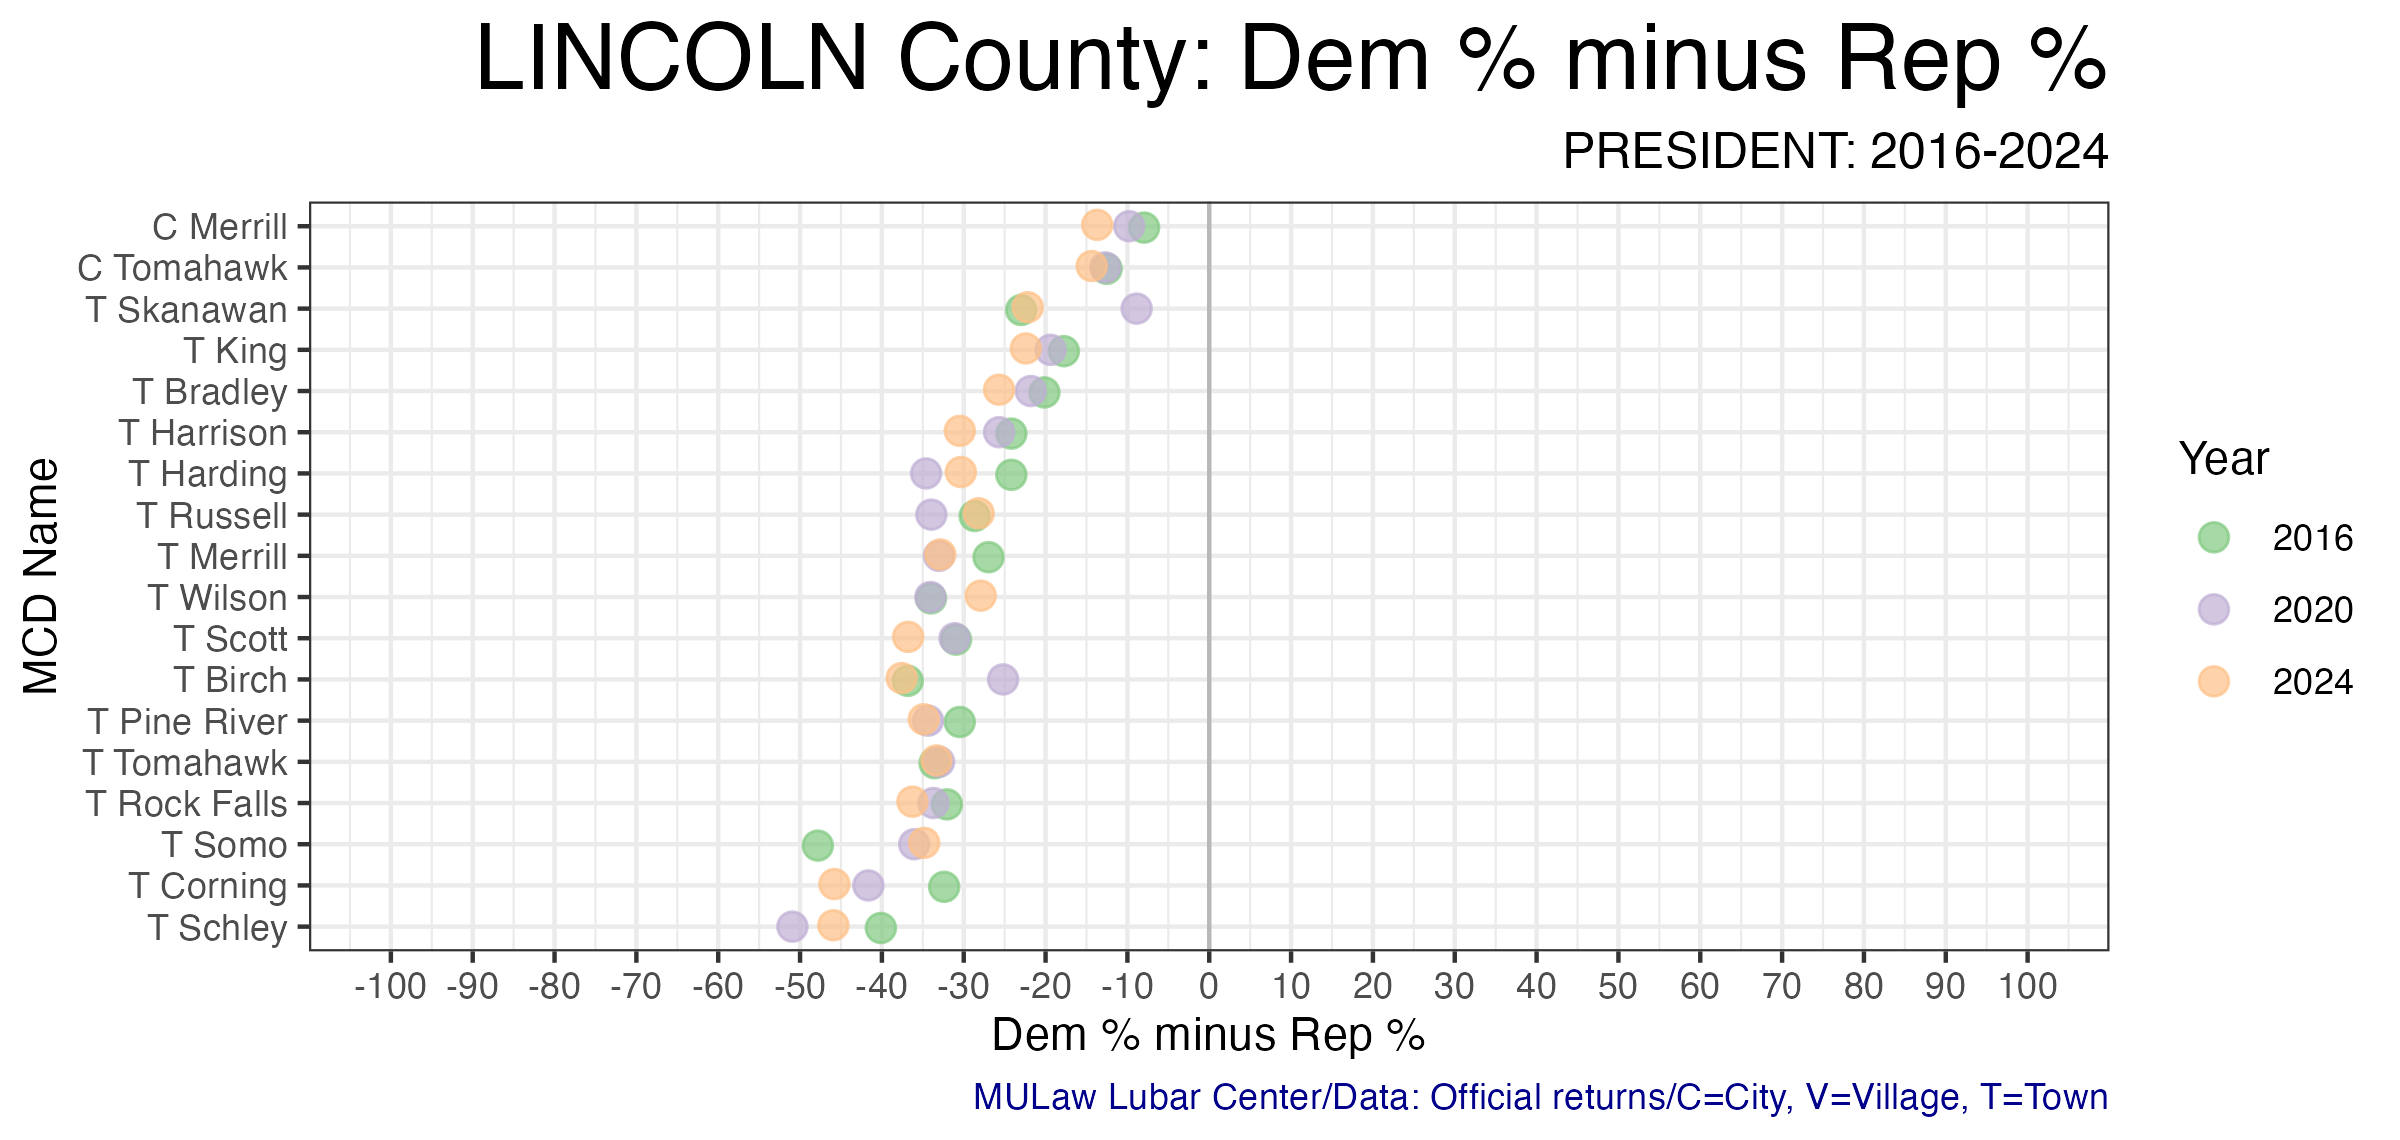 LINCOLN County: Dem % minus Rep %
PRESIDENT: 2016-2024
MCD Name
C Merrill
C Tomahawk
T Skanawan
T King
T Bradley
T Harrison
T Harding
T Russell
T Merrill
T Wilson
T Scott
T Birch
T Pine River
T Tomahawk
T Rock Falls
T Somo
T Corning
T Schley
-100 -90 -80 -70 -60 -50 -40 -30 -20 -10 0 10 20 30 40 50 60 70 80 90 100
Dem % minus Rep %
Year
2016
2020
2024
MULaw Lubar Center/Data: Official returns/C=City, V=Village, T=Town